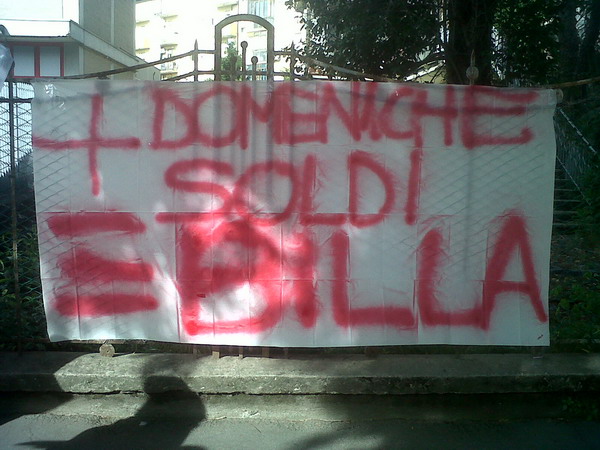 + DOMENICHE
SOLDI
= BILLA